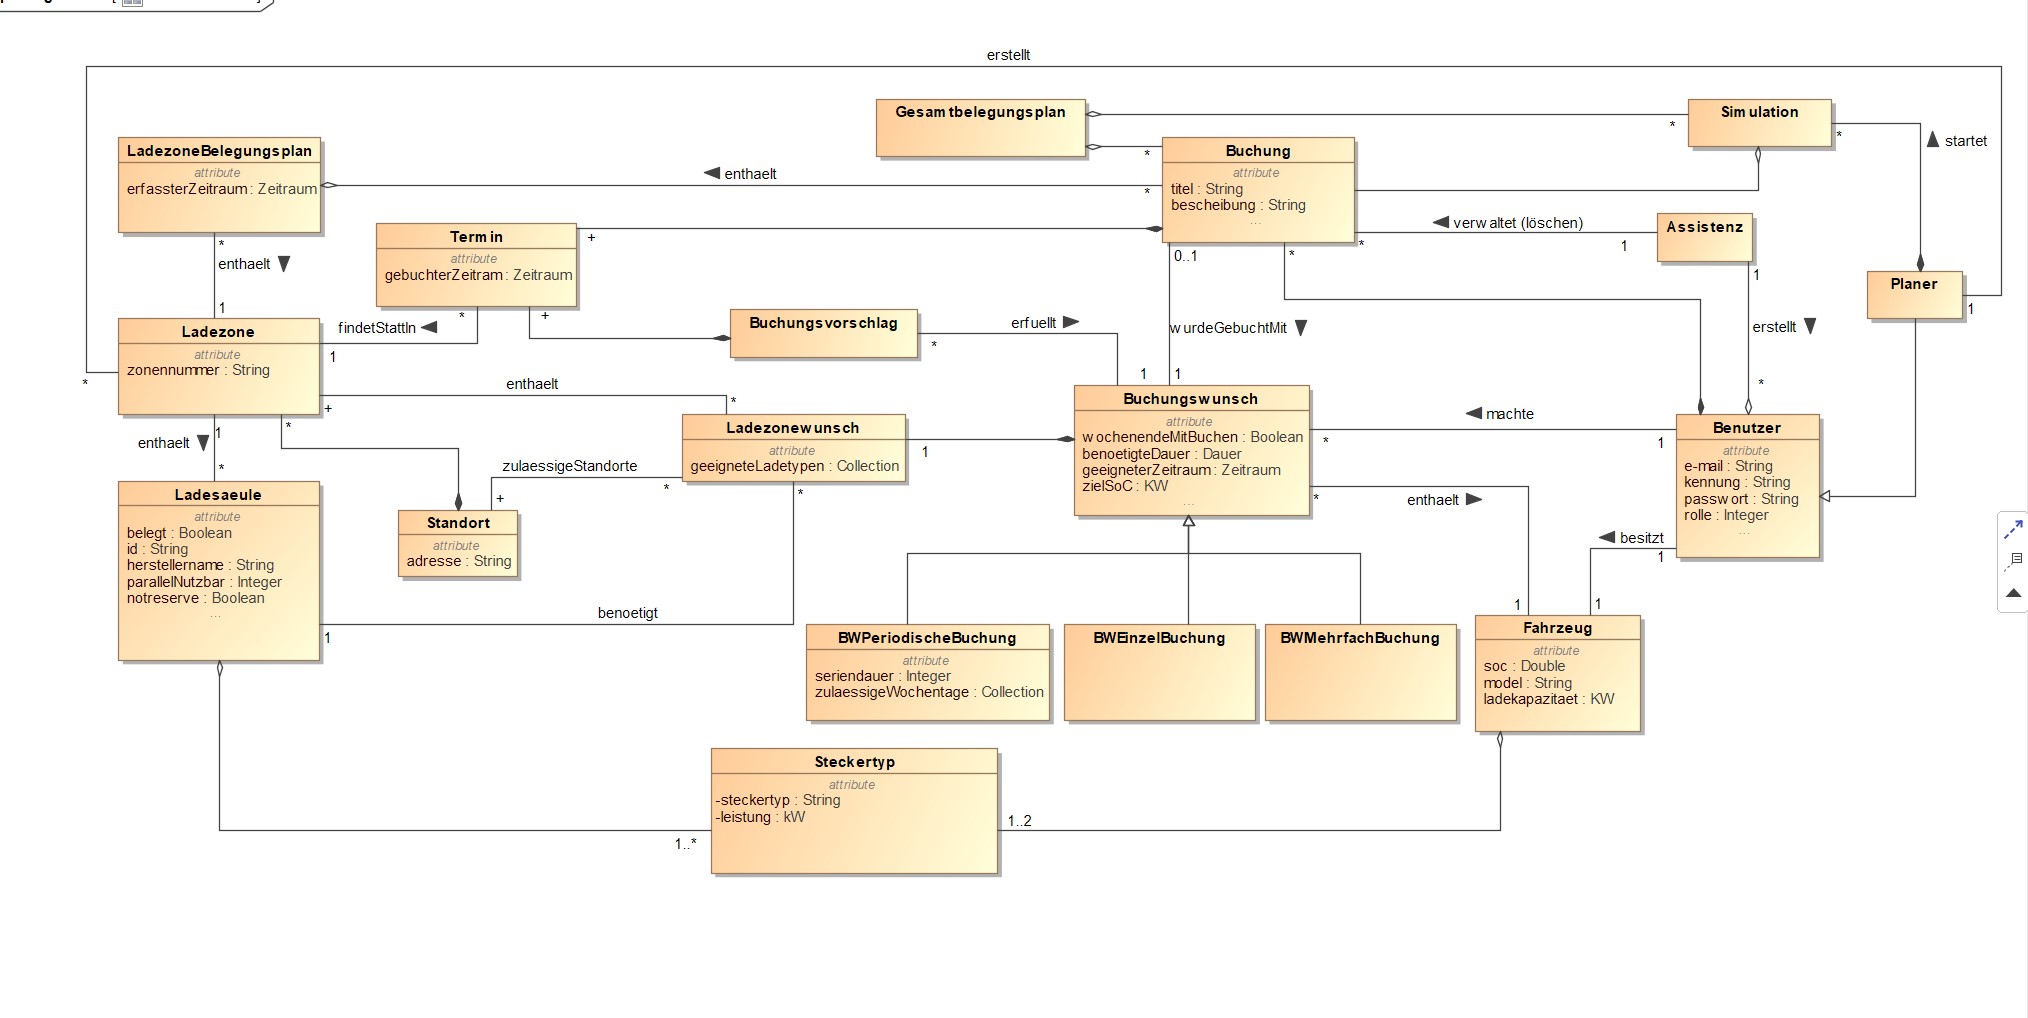 erstellt
Gesamtbelegungsplan
*
*
Simulation
*
startet
LadezoneBelegungsplan
attribute
erfassterZeitraum : Zeitraum
enthaelt
*
Buchung
attribute
titel : String
bescheibung : String
...
verwaltet (löschen)
*
1
Assistenz
1
Planer
1
Termin
attribute
gebuchterZeitram : Zeitraum
+
*
enthaelt
1
findetStattIn
*
1
+
Buchungsvorschlag
erfuellt
*
1
0..1
wurdeGebuchtMit
1
*
erstellt
*
Ladezone
attribute
zonennummer : String
*
enthaelt
+
*
enthaelt
1
*
*
Ladezonewunsch
attribute
geeigneteLadetypen : Collection
1
zulaessigeStandorte
*
+
*
Buchungswunsch
attribute
wochenendeMitBuchen : Boolean
benoetigteDauer : Dauer
geeigneterZeitraum : Zeitraum
zielSoC : KW
...
machte
*
1
enthaelt
*
1
Benutzer
attribute
e-mail : String
kennung : String
passwort : String
rolle : Integer
...
besitzt
1
1
Ladesaeule
attribute
belegt : Boolean
id : String
herstellername : String
parallelNutzbar : Integer
notreserve : Boolean
...
Standort
attribute
adresse : String
benoetigt
1
BWPeriodischeBuchung
attribute
seriendauer : Integer
zulaessigeWochentage : Collection
BWEinzelBuchung
BWMehrfachBuchung
Fahrzeug
attribute
soc : Double
model : String
ladekapazitaet : KW
Steckertyp
attribute
-steckertyp : String
-leistung : kW
1..*
1..2